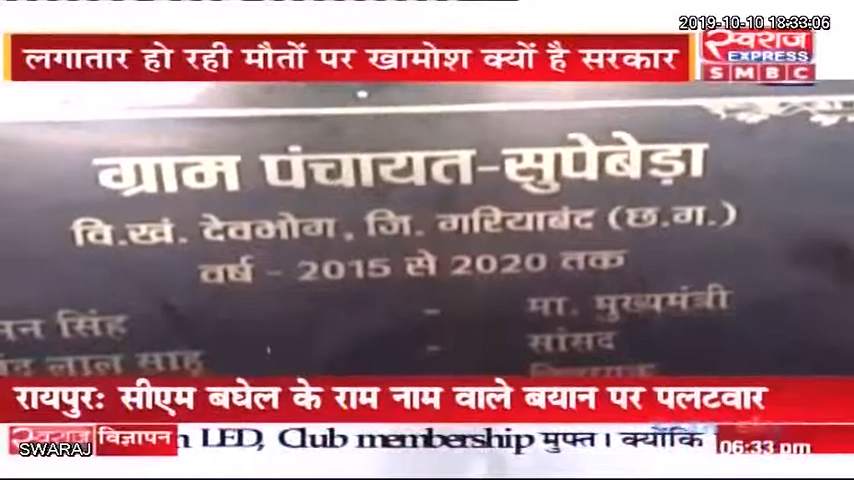 2019-10-10 18:33:06
लगातार हो रही मौतों पर खामोश क्यों है सरकार
स्वराज
EXPRESS
SMBC
ग्राम पंचायत-सुपेबेड़ा
वि.खं. देवभोग, जि. गरियाबंद (छ.ग.)
वर्ष - 2015 से 2020 तक
मन सिंह - मा. मुख्यमंत्री
लाल साहू - सांसद
रायपुर: सीएम बघेल के राम नाम वाले बयान पर पलटवार
स्वराज विज्ञापन n LED, Club membership मुफ्त। क्योंकि
SWARAJ
06:33 pm